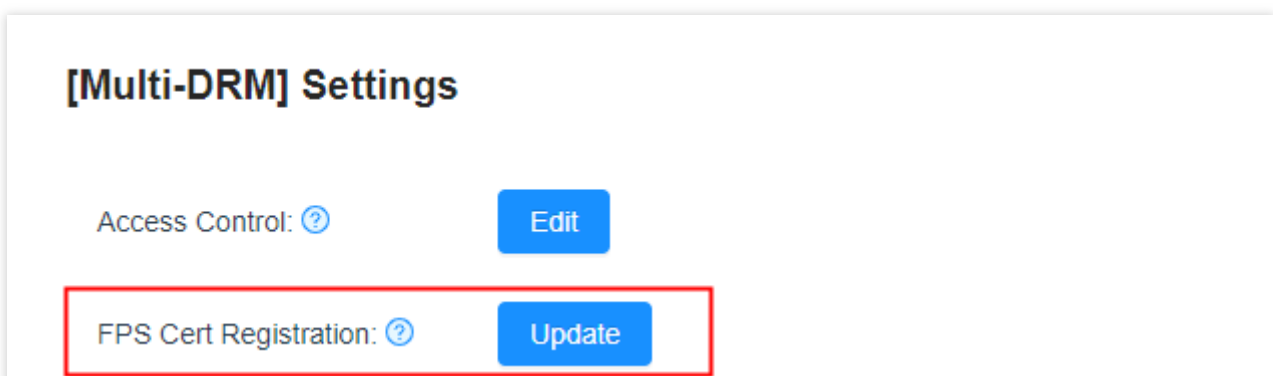 [Multi-DRM] Settings
Access Control: ? Edit
FPS Cert Registration: ? Update